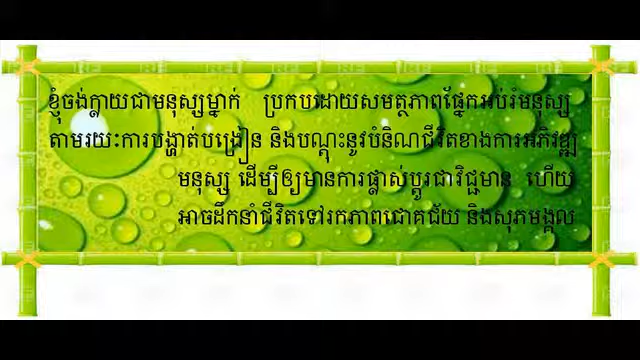 ខ្ញុំចង់ក្លាយជាមនុស្សម្នាក់ ប្រកបដោយសមត្ថភាពផ្នែកអប់រំមនុស្ស
តាមរយៈការបង្ហាត់បង្រៀន និងបណ្តុះនូវបំនិណជីវិតខាងការអភិវឌ្ឍ
មនុស្ស ដើម្បីឲ្យមានការផ្លាស់ប្តូរជាវិជ្ជមាន ហើយ
អាចដឹកនាំជីវិតទៅរកភាពជោគជ័យ និងសុភមង្គល